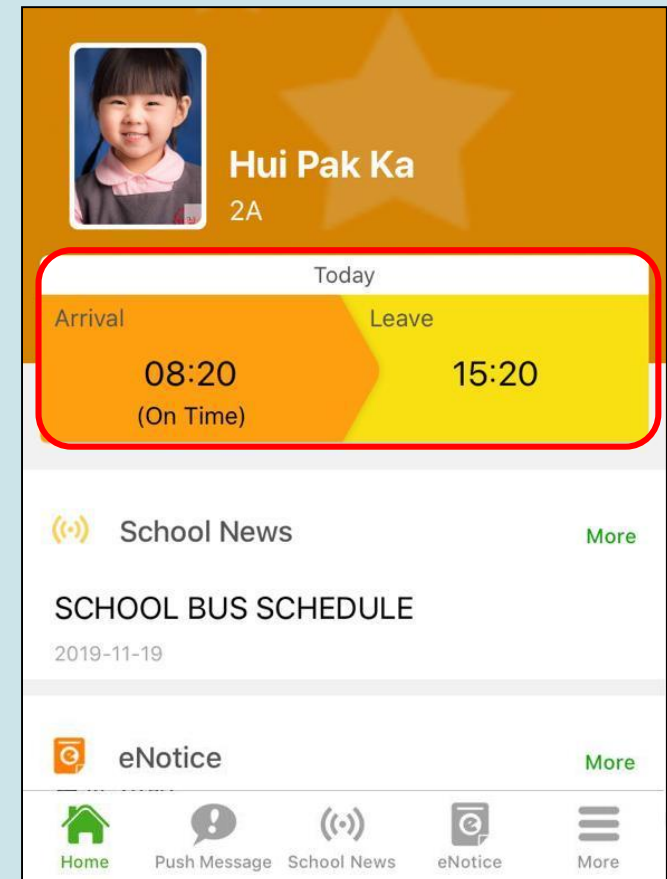 Hui Pak Ka
2A
Today
Arrival
Leave
08:20
15:20
(On Time)
School News
More
SCHOOL BUS SCHEDULE
2019-11-19
eNotice
More
Home
Push Message
School News
eNotice
More